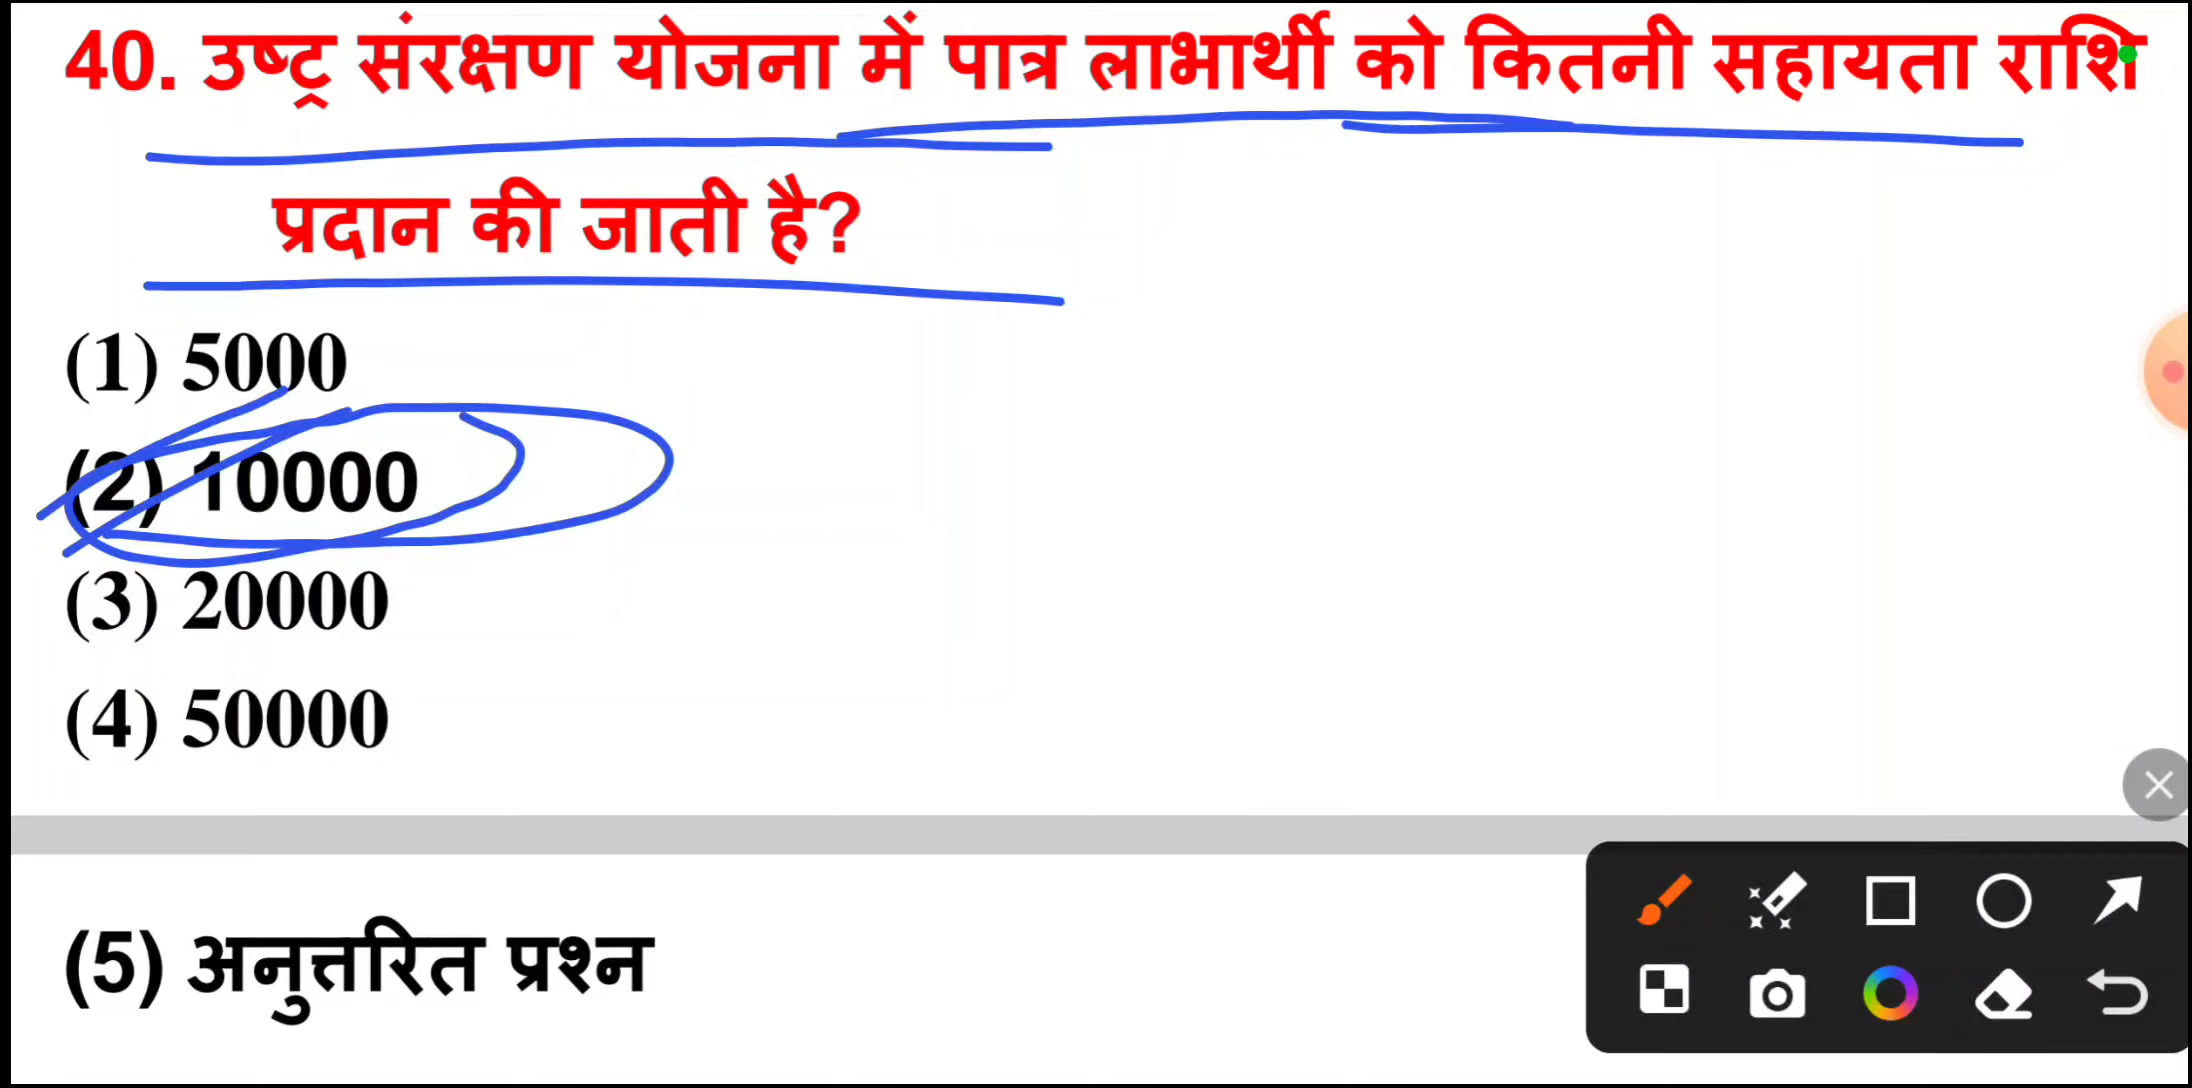 40. उष्ट्र संरक्षण योजना में पात्र लाभार्थी को कितनी सहायता राशि
प्रदान की जाती है?
(1) 5000
(2) 10000
(3) 20000
(4) 50000
(5) अनुत्तरित प्रश्न